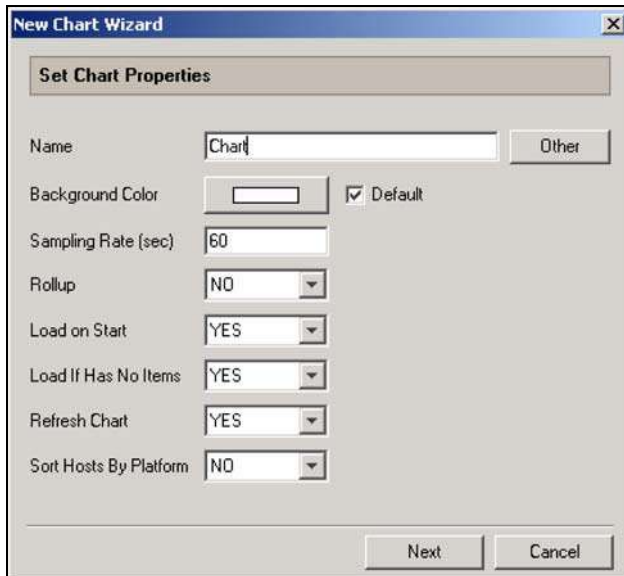 New Chart Wizard
Set Chart Properties
Name Chart Other
Background Color Default
Sampling Rate (sec) 60
Rollup NO
Load on Start YES
Load If Has No Items YES
Refresh Chart YES
Sort Hosts By Platform NO
Next Cancel